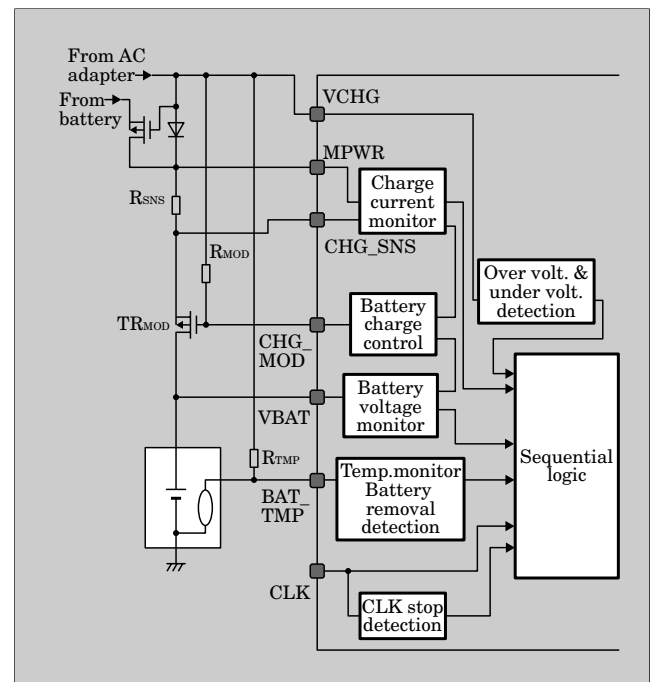 From AC
adapter
From
battery
VCHG
MPWR
Charge
current
monitor
RSNS
CHG_SNS
RMOD
Over volt. &
under volt.
detection
Battery
charge
control
TRMOD
CHG_
MOD
Battery
voltage
monitor
VBAT
Sequential
logic
RTMP
Temp.monitor
Battery
removal
detection
BAT_
TMP
CLK
CLK stop
detection